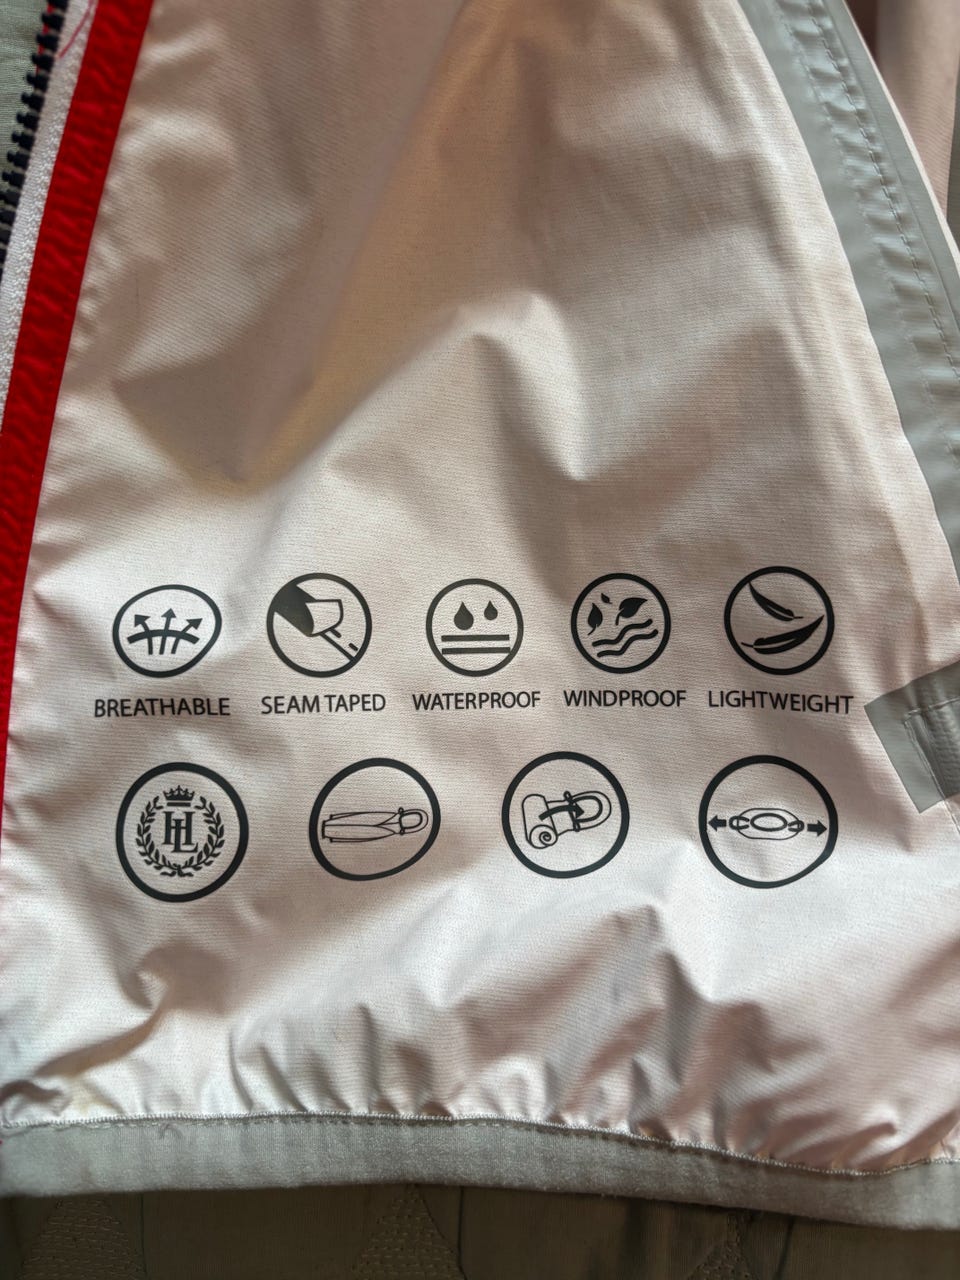 BREATHABLE SEAM TAPED WATERPROOF WINDPROOF LIGHTWEIGHT
HL